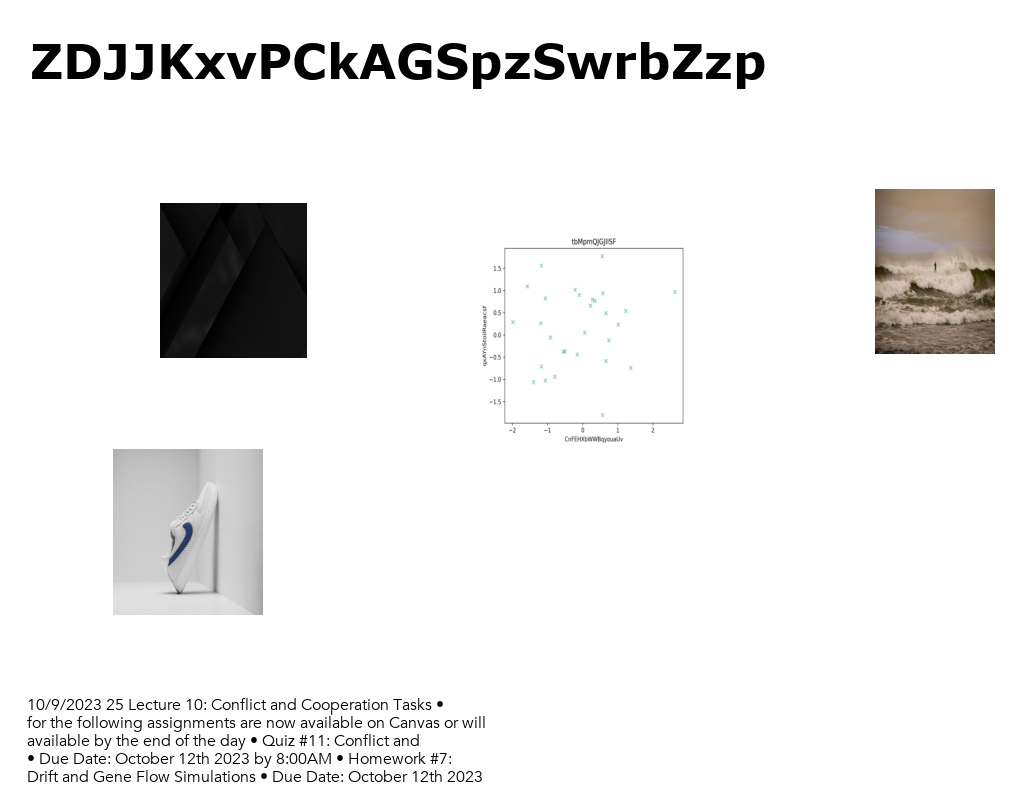 ZDJJKxvPCkAGSpzSwrbZzp
tbMpmQJGJIISF
1.5
1.0
0.5
0.0
−0.5
−1.0
−1.5
−2 −1 0 1 2
CnFEHXbWWBqyouaUv
10/9/2023 25 Lecture 10: Conflict and Cooperation Tasks •
for the following assignments are now available on Canvas or will
available by the end of the day • Quiz #11: Conflict and
• Due Date: October 12th 2023 by 8:00AM • Homework #7:
Drift and Gene Flow Simulations • Due Date: October 12th 2023